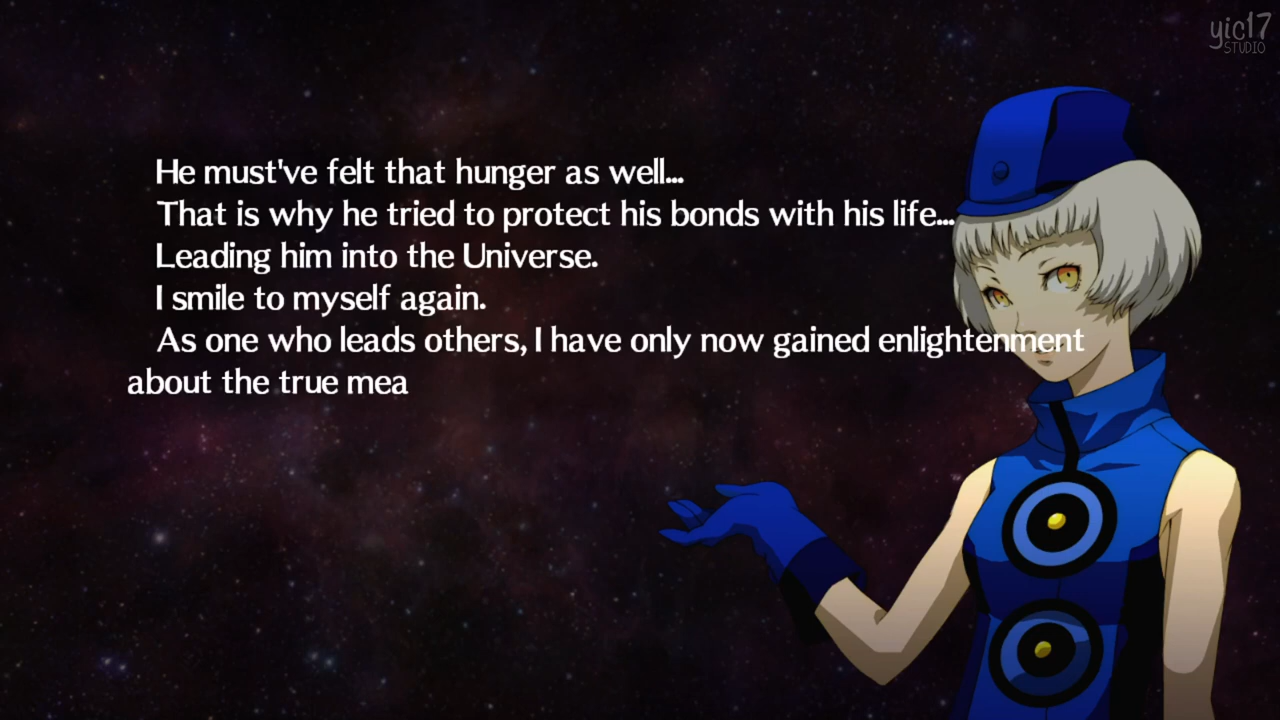 yic17
STUDIO
He must've felt that hunger as well...
That is why he tried to protect his bonds with his life...
Leading him into the Universe.
I smile to myself again.
As one who leads others, I have only now gained enlightenment
about the true mea